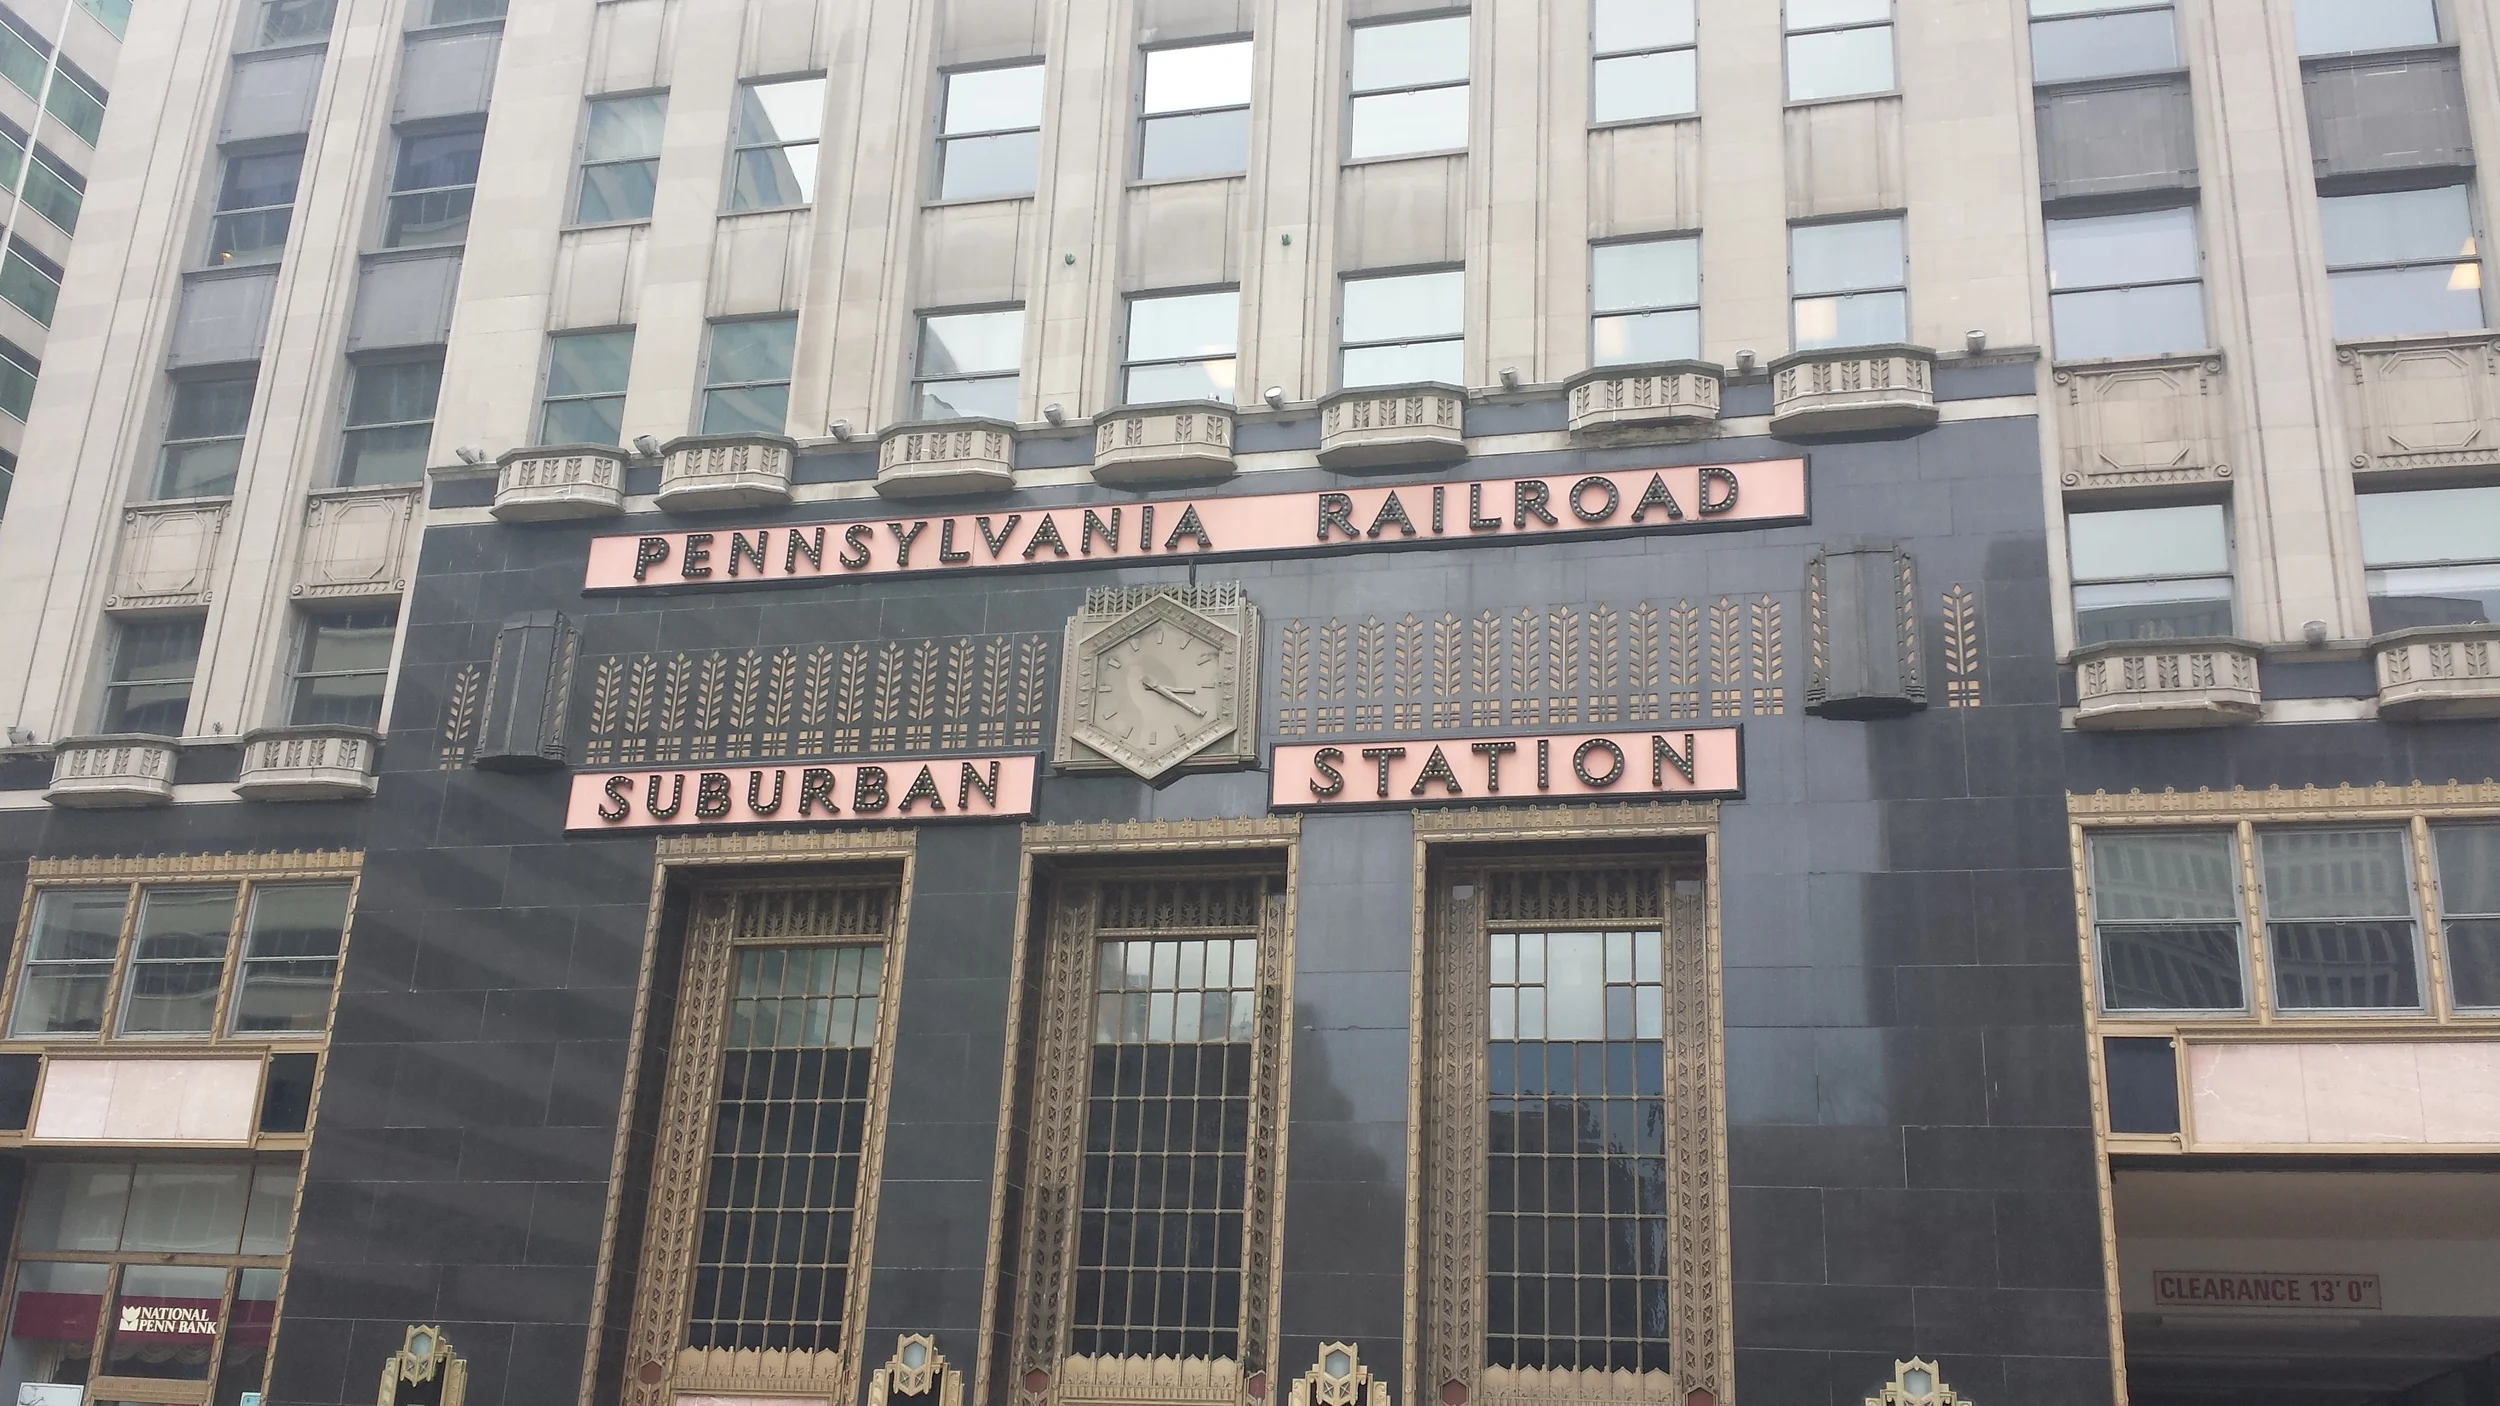 PENNSYLVANIA RAILROAD
SUBURBAN STATION
CLEARANCE 13' 0"
NATIONAL
PENN BANK